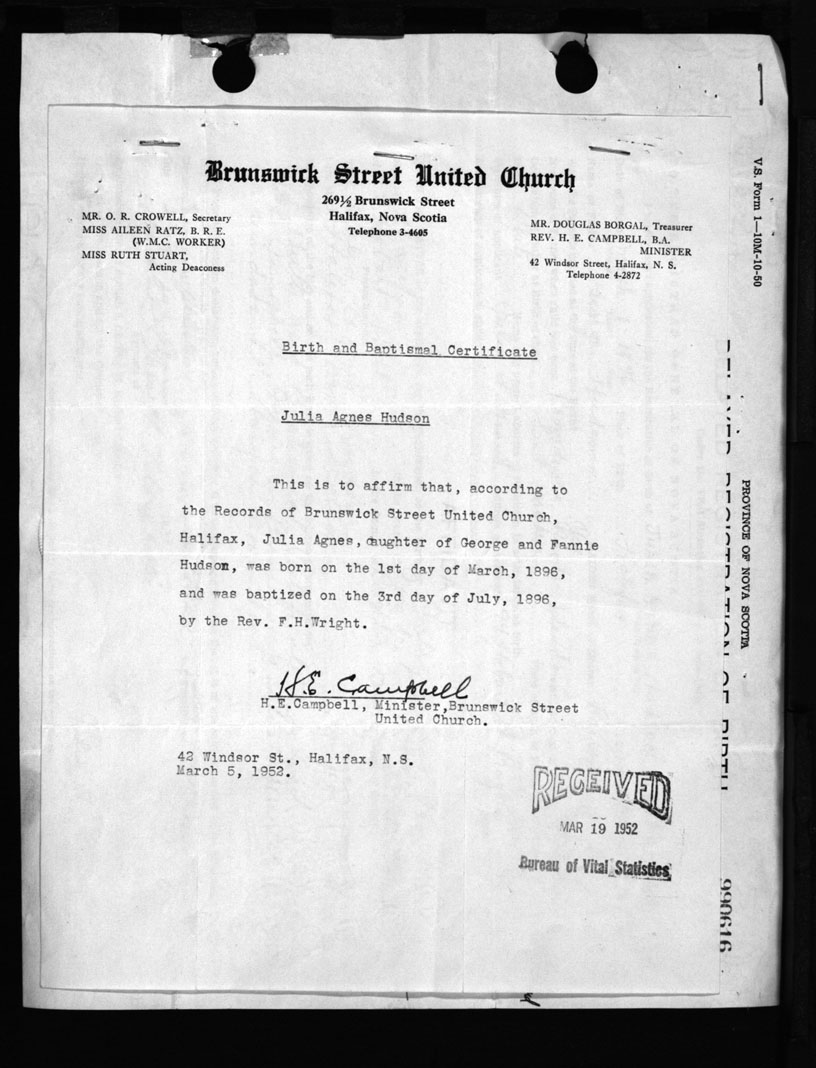 Brunswick Street United Church
269½ Brunswick Street
Halifax, Nova Scotia
Telephone 3-4605
MR. O. R. CROWELL, Secretary
MISS AILEEN RATZ, B. R. E.
(W.M.C. WORKER)
MISS RUTH STUART,
Acting Deaconess
MR. DOUGLAS BORGAL, Treasurer
REV. H. E. CAMPBELL, B.A.
MINISTER
42 Windsor Street, Halifax, N. S.
Telephone 4-2872
Birth and Baptismal Certificate
Julia Agnes Hudson
This is to affirm that, according to
the Records of Brunswick Street United Church,
Halifax, Julia Agnes, daughter of George and Fannie
Hudson, was born on the 1st day of March, 1896,
and was baptized on the 3rd day of July, 1896,
by the Rev. F.H.Wright.
H.E. Campbell
H.E.Campbell, Minister,Brunswick Street
United Church.
42 Windsor St., Halifax, N.S.
March 5, 1952.
RECEIVED
MAR 19 1952
Bureau of Vital Statistics
V.S. Form 1—10M-10-50
PROVINCE OF NOVA SCOTIA
REGISTRATION OF BIRTH